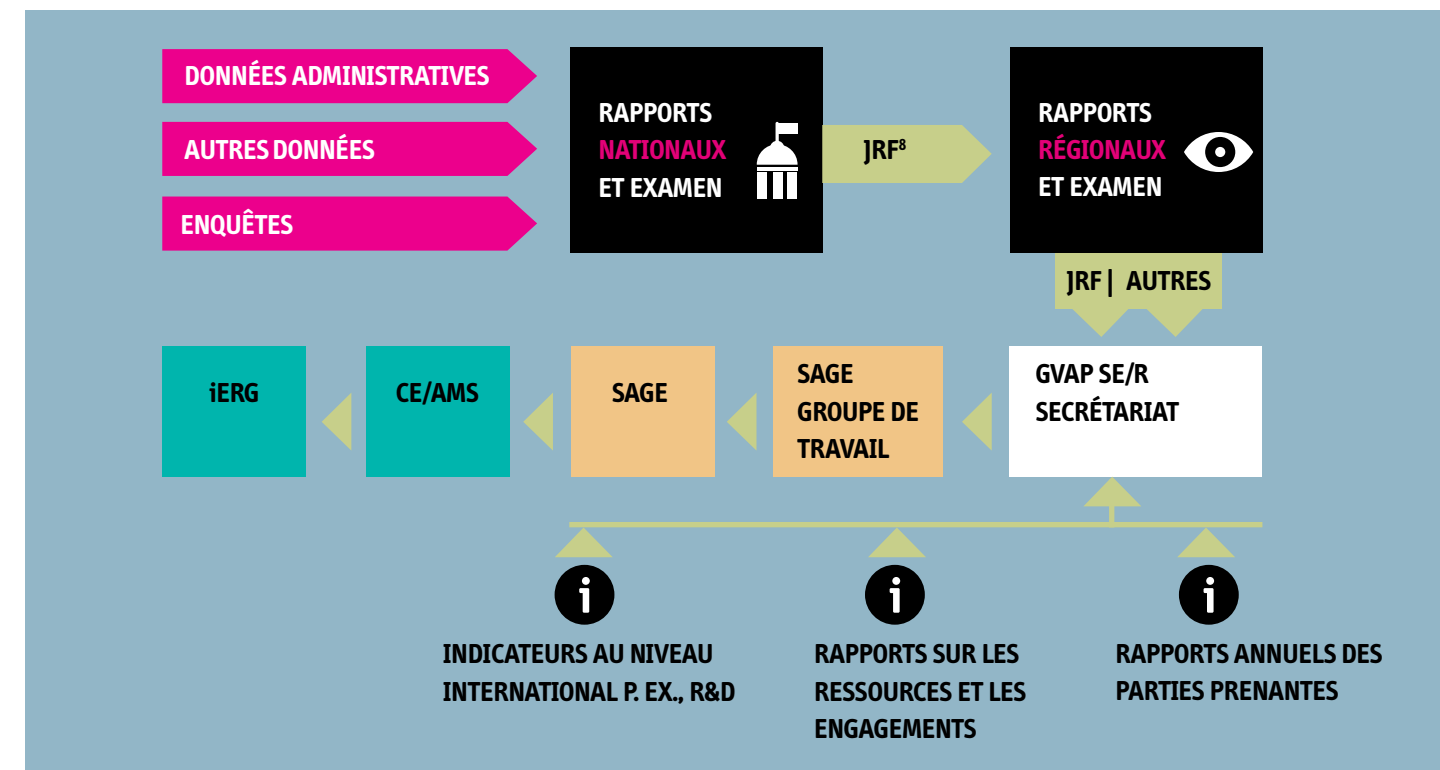 DONNÉES ADMINISTRATIVES
AUTRES DONNÉES
ENQUÊTES
RAPPORTS
NATIONAUX
ET EXAMEN
JRF⁸
RAPPORTS
RÉGIONAUX
ET EXAMEN
JRF | AUTRES
iERG
CE/AMS
SAGE
SAGE
GROUPE DE
TRAVAIL
GVAP SE/R
SECRÉTARIAT
INDICATEURS AU NIVEAU
INTERNATIONAL P. EX., R&D
RAPPORTS SUR LES
RESSOURCES ET LES
ENGAGEMENTS
RAPPORTS ANNUELS DES
PARTIES PRENANTES